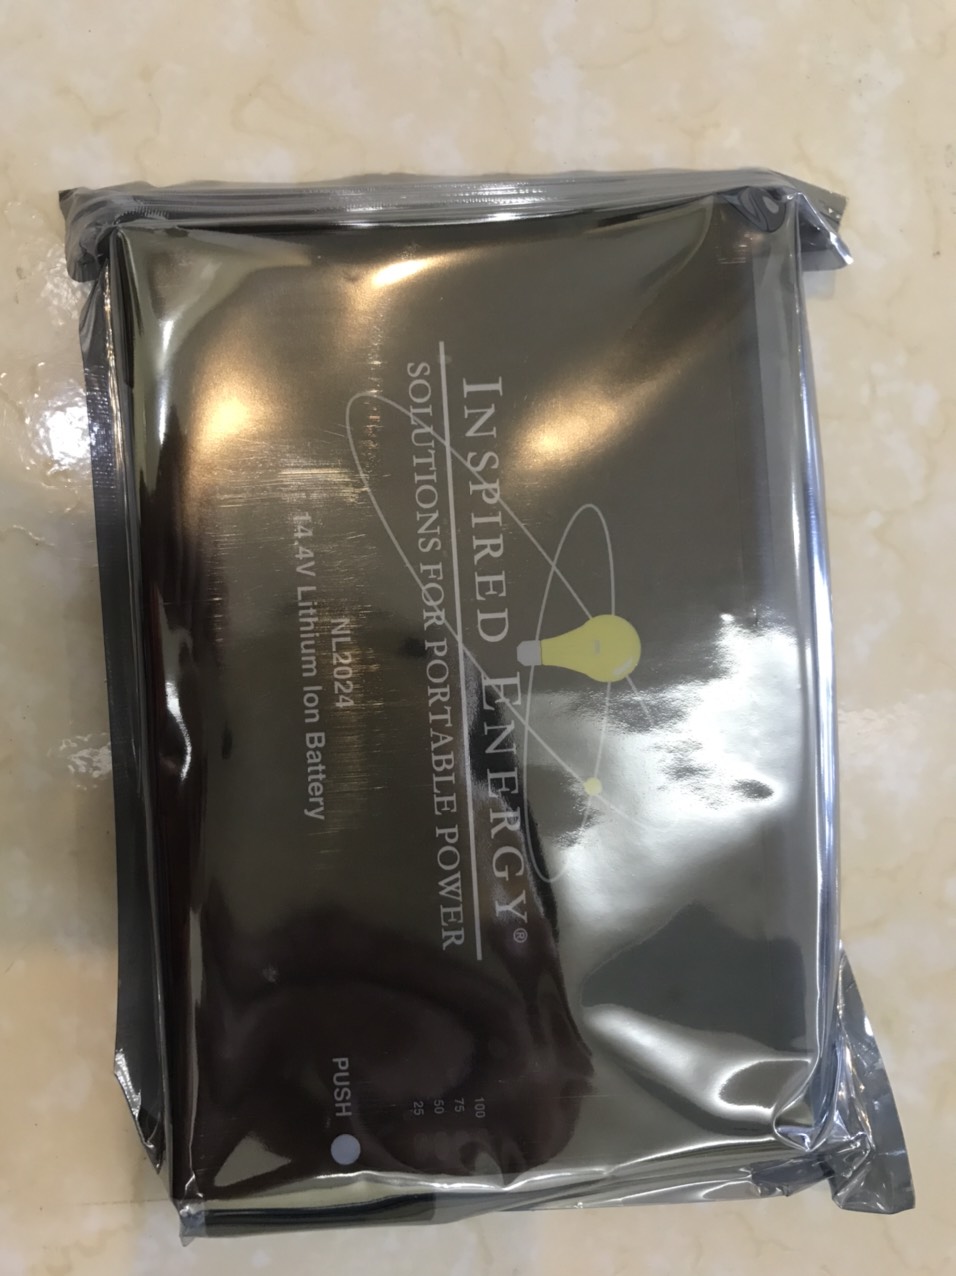 INSPIRED ENERGY®
SOLUTIONS FOR PORTABLE POWER
NL2024
14.4V Lithium Ion Battery
100
75
50
25
PUSH